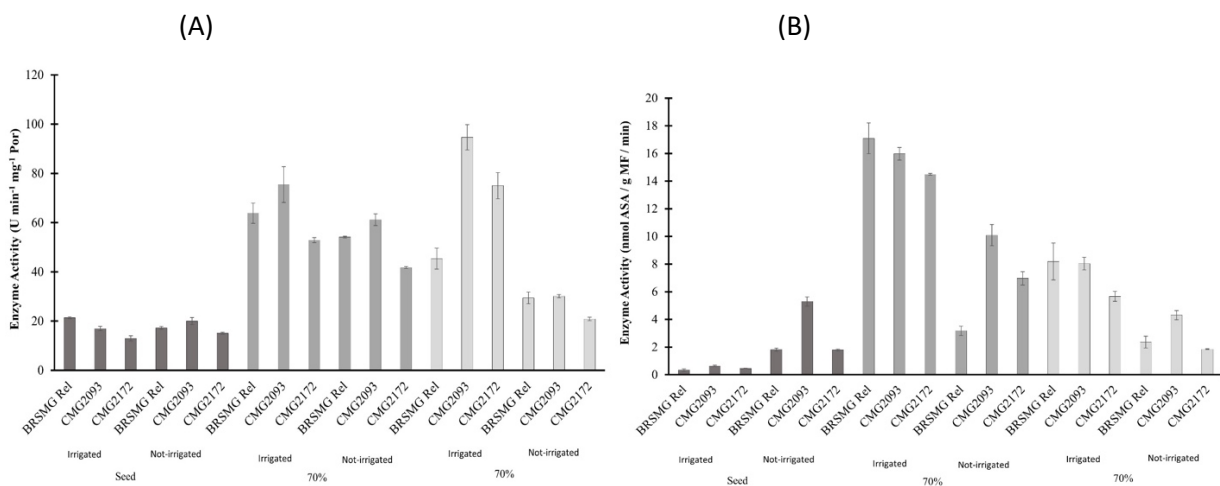 (A)
Enzyme Activity (U min⁻¹ mg⁻¹ Por)
120
100
80
60
40
20
0
BRSMG Rel
CMG2093
CMG2172
BRSMG Rel
CMG2093
CMG2172
BRSMG Rel
CMG2093
CMG2172
BRSMG Rel
CMG2093
CMG2172
BRSMG Rel
CMG2093
CMG2172
BRSMG Rel
CMG2093
CMG2172
Irrigated Not-irrigated Irrigated Not-irrigated Irrigated Not-irrigated
Seed 70% 70%
(B)
Enzyme Activity (nmol ASA / g MF / min)
20
18
16
14
12
10
8
6
4
2
0
BRSMG Rel
CMG2093
CMG2172
BRSMG Rel
CMG2093
CMG2172
BRSMG Rel
CMG2093
CMG2172
BRSMG Rel
CMG2093
CMG2172
BRSMG Rel
CMG2093
CMG2172
BRSMG Rel
CMG2093
CMG2172
Irrigated Not-irrigated Irrigated Not-irrigated Irrigated Not-irrigated
Seed 70% 70%